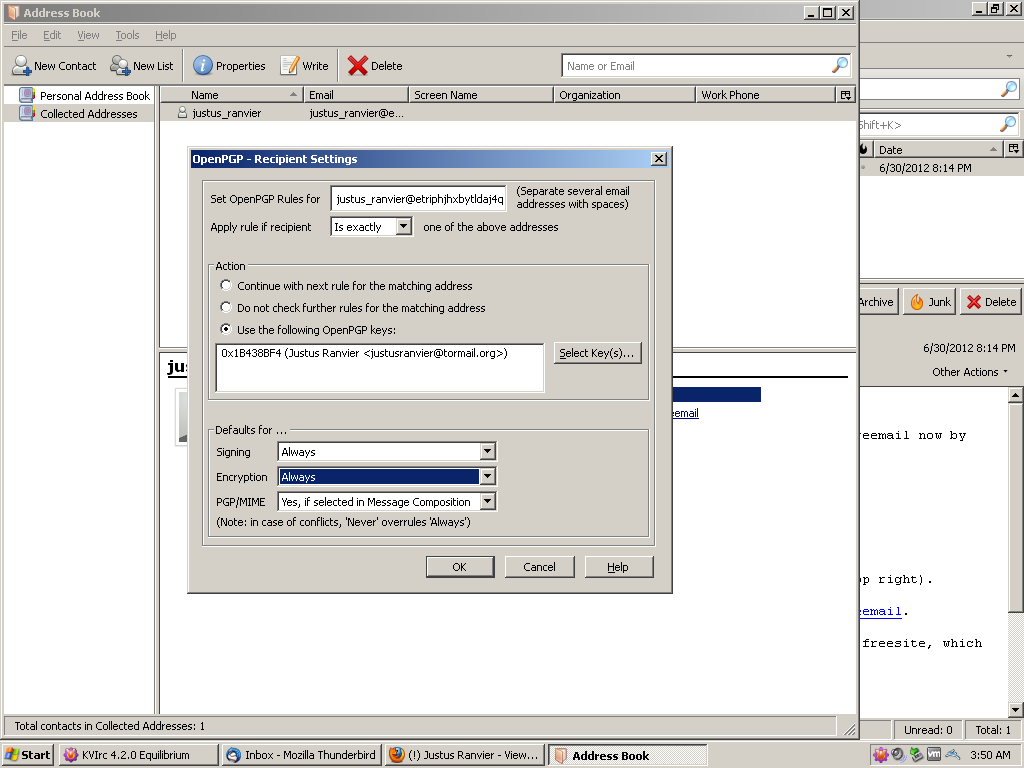 Address Book
File Edit View Tools Help
New Contact New List Properties Write Delete Name or Email
Personal Address Book
Collected Addresses
Name Email Screen Name Organization Work Phone
justus_ranvier justus_ranvier@e...
OpenPGP - Recipient Settings
Set OpenPGP Rules for justus_ranvier@etriphjhxbytldaj4q (Separate several email
addresses with spaces)
Apply rule if recipient Is exactly one of the above addresses
Action
Continue with next rule for the matching address
Do not check further rules for the matching address
Use the following OpenPGP keys:
0x1B438BF4 (Justus Ranvier <justusranvier@tormail.org>) Select Key(s)...
Defaults for ...
Signing Always
Encryption Always
PGP/MIME Yes, if selected in Message Composition
(Note: in case of conflicts, 'Never' overrules 'Always')
OK Cancel Help
ju
eemail
Shift+K>
Date
6/30/2012 8:14 PM
Archive Junk Delete
6/30/2012 8:14 PM
Other Actions
eemail now by
op right).
eemail.
freesite, which
Total contacts in Collected Addresses: 1
Unread: 0 Total: 1
Start KVIrc 4.2.0 Equilibrium Inbox - Mozilla Thunderbird (!) Justus Ranvier - View... Address Book 3:50 AM